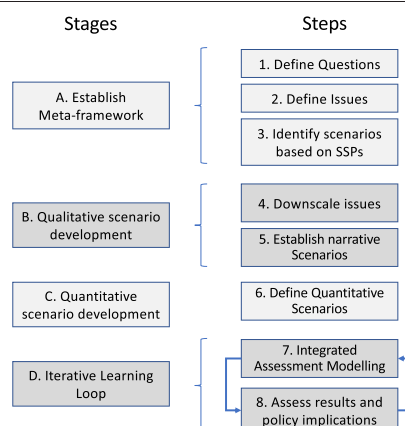 Stages
Steps
A. Establish
Meta-framework
1. Define Questions
2. Define Issues
3. Identify scenarios
based on SSPs
B. Qualitative scenario
development
4. Downscale issues
5. Establish narrative
Scenarios
C. Quantitative
scenario development
6. Define Quantitative
Scenarios
D. Iterative Learning
Loop
7. Integrated
Assessment Modelling
8. Assess results and
policy implications